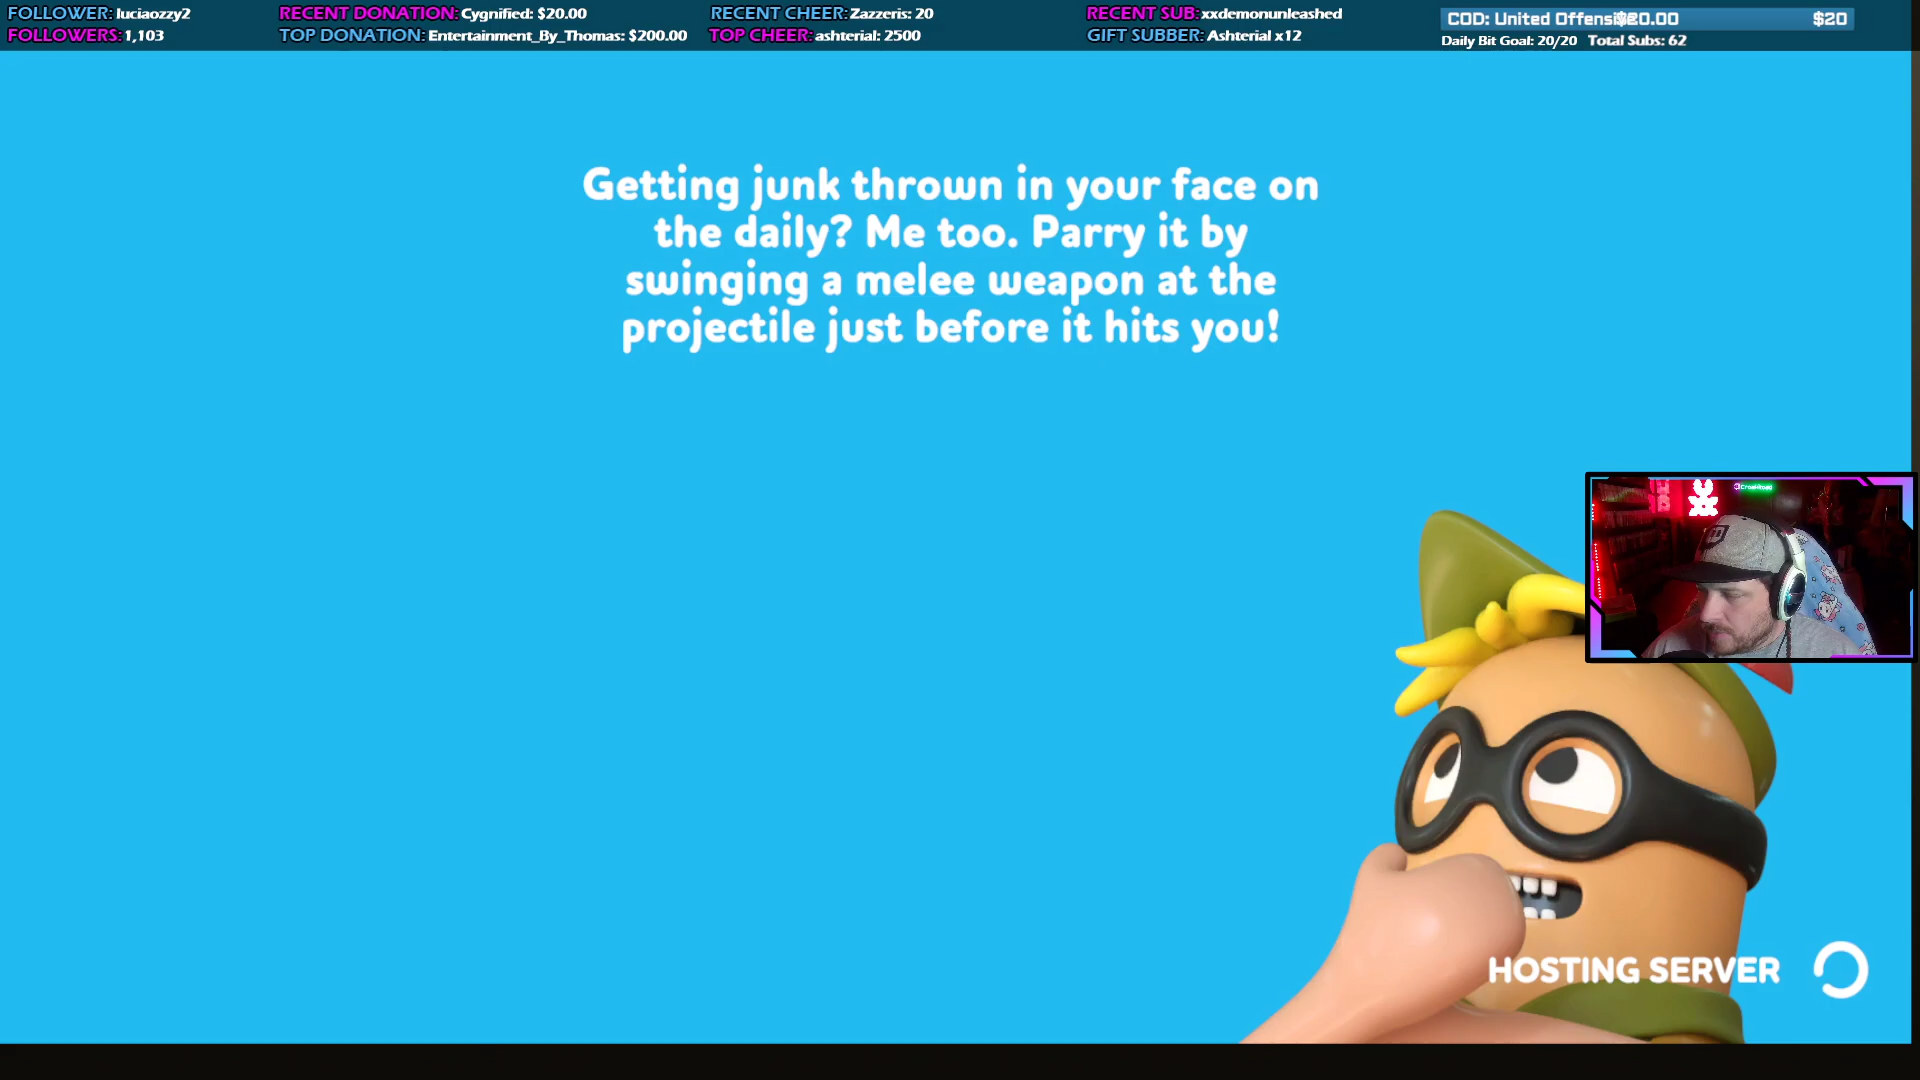 FOLLOWER: luciaozzy2
FOLLOWERS: 1,103
RECENT DONATION: Cygnified: $20.00
TOP DONATION: Entertainment_By_Thomas: $200.00
RECENT CHEER: Zazzeris: 20
TOP CHEER: ashterial: 2500
RECENT SUB: xxdemonunleashed
GIFT SUBBER: Ashterial x12
COD: United Offensi $20
Daily Bit Goal: 20/20 Total Subs: 62
Getting junk thrown in your face on
the daily? Me too. Parry it by
swinging a melee weapon at the
projectile just before it hits you!
HOSTING SERVER